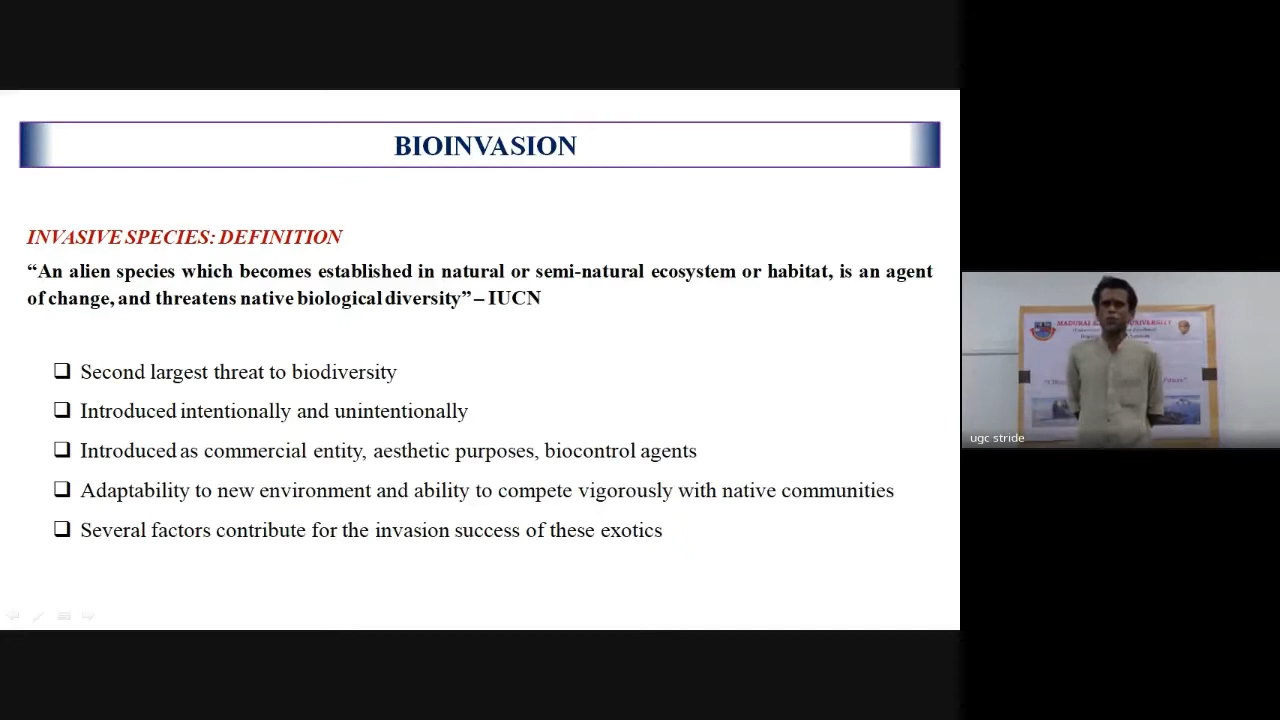 BIOINVASION
INVASIVE SPECIES: DEFINITION
“An alien species which becomes established in natural or semi-natural ecosystem or habitat, is an agent
of change, and threatens native biological diversity” – IUCN
Second largest threat to biodiversity
Introduced intentionally and unintentionally
Introduced as commercial entity, aesthetic purposes, biocontrol agents
Adaptability to new environment and ability to compete vigorously with native communities
Several factors contribute for the invasion success of these exotics
MADURAI UNIVERSITY
ugc stride